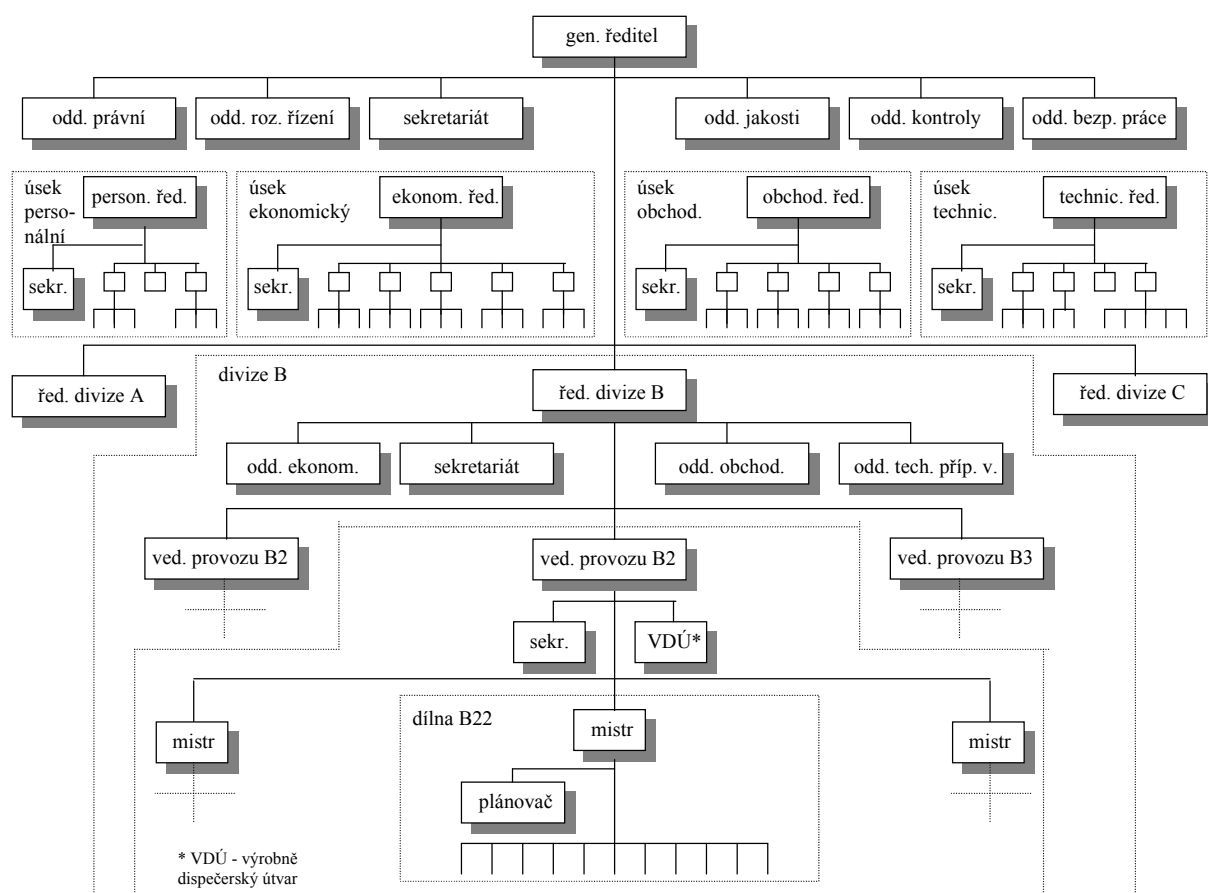 gen. ředitel
odd. právní
odd. roz. řízení
sekretariát
odd. jakosti
odd. kontroly
odd. bezp. práce
úsek
perso-
nální
person. řed.
sekr.
úsek
ekonomický
ekonom. řed.
sekr.
úsek
obchod.
obchod. řed.
sekr.
úsek
technic.
technic. řed.
sekr.
řed. divize A
divize B
řed. divize B
řed. divize C
odd. ekonom.
sekretariát
odd. obchod.
odd. tech. příp. v.
ved. provozu B2
ved. provozu B2
ved. provozu B3
sekr.
VDÚ*
mistr
dílna B22
mistr
mistr
plánovač
* VDÚ - výrobně
dispečerský útvar